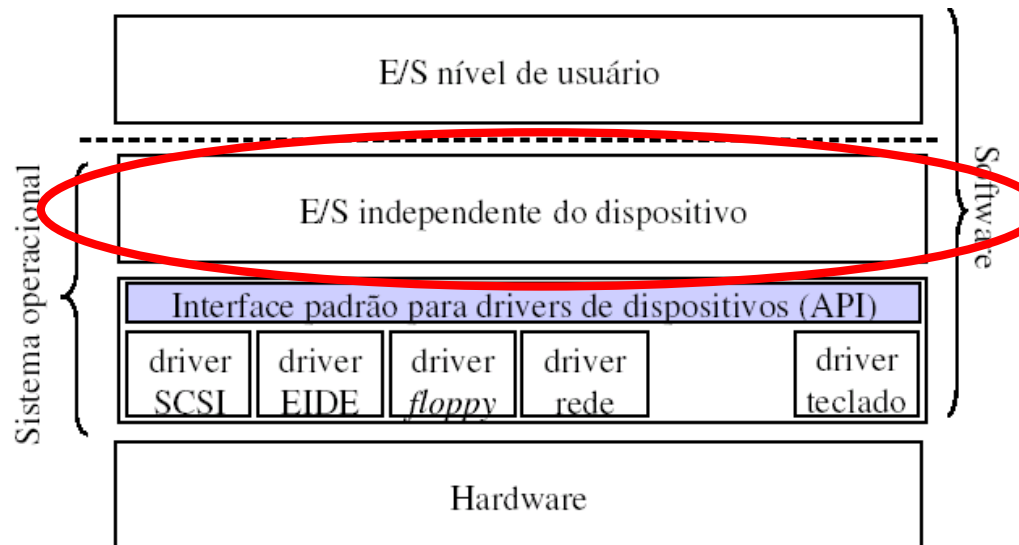 E/S nível de usuário
Sistema operacional
Software
E/S independente do dispositivo
Interface padrão para drivers de dispositivos (API)
driver
SCSI
driver
EIDE
driver
floppy
driver
rede
driver
teclado
Hardware